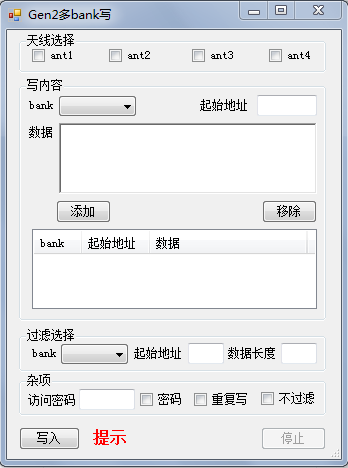 Gen2多bank写
天线选择
ant1 ant2 ant3 ant4
写内容
bank 起始地址
数据
添加 移除
bank 起始地址 数据
过滤选择
bank 起始地址 数据长度
杂项
访问密码 密码 重复写 不过滤
写入 提示 停止